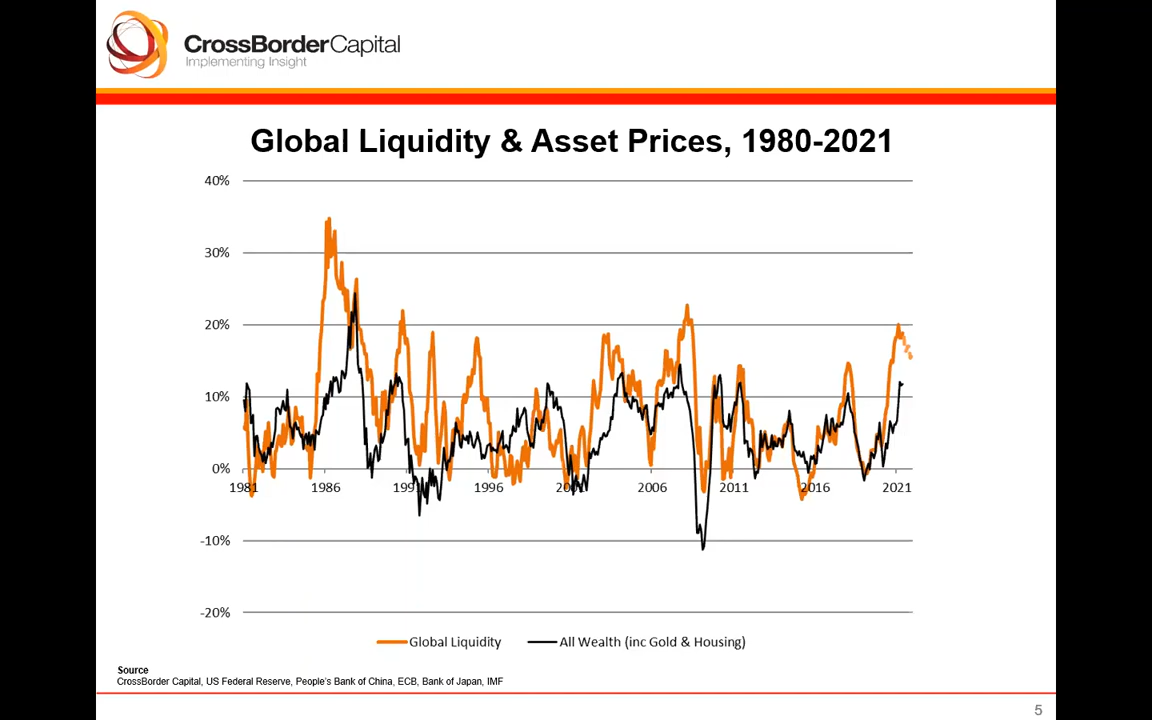 CrossBorderCapital
Implementing Insight
Global Liquidity & Asset Prices, 1980-2021
40%
30%
20%
10%
0%
1981 1986 1991 1996 2001 2006 2011 2016 2021
-10%
-20%
Global Liquidity All Wealth (inc Gold & Housing)
Source
CrossBorder Capital, US Federal Reserve, People's Bank of China, ECB, Bank of Japan, IMF
5